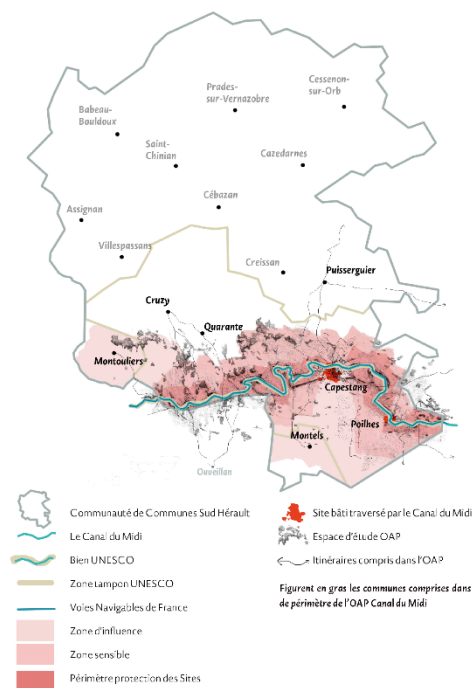 Cessenon-
sur-Orb
Prades-
sur-Vernazobre
Babeau-
Bouldoux
Saint-
Chinian
Cazedarnes
Cébazan
Assignan
Villespassans
Creissan
Puisserguier
Cruzy
Quarante
Montouliers
Capestang
Poilhes
Montels
Ouveillan
Communauté de Communes Sud Hérault
Le Canal du Midi
Bien UNESCO
Zone tampon UNESCO
Voies Navigables de France
Zone d'influence
Zone sensible
Périmètre protection des Sites
Site bâti traversé par le Canal du Midi
Espace d'étude OAP
Itinéraires compris dans l'OAP
Figurent en gras les communes comprises dans
de périmètre de l'OAP Canal du Midi